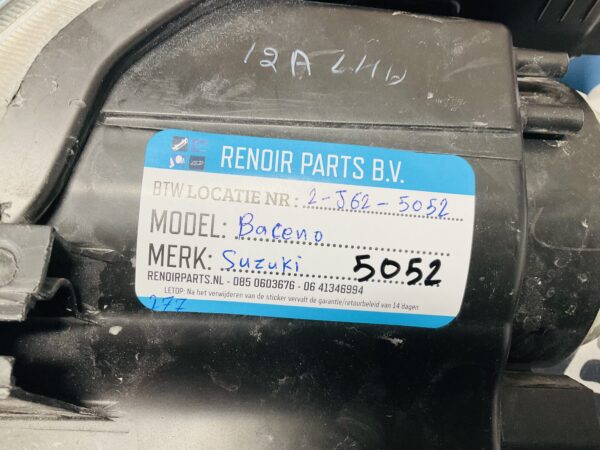 12A LHD
RENOIR PARTS B.V.
BTW LOCATIE NR: 2-J62-5052
MODEL: Baceno
MERK: Suzuki 5052
RENOIRPARTS.NL - 085 0603676 - 06 41346994
LETOP: Na het verwijderen van de sticker vervalt de garantie/retourbeleid van 14 dagen
277